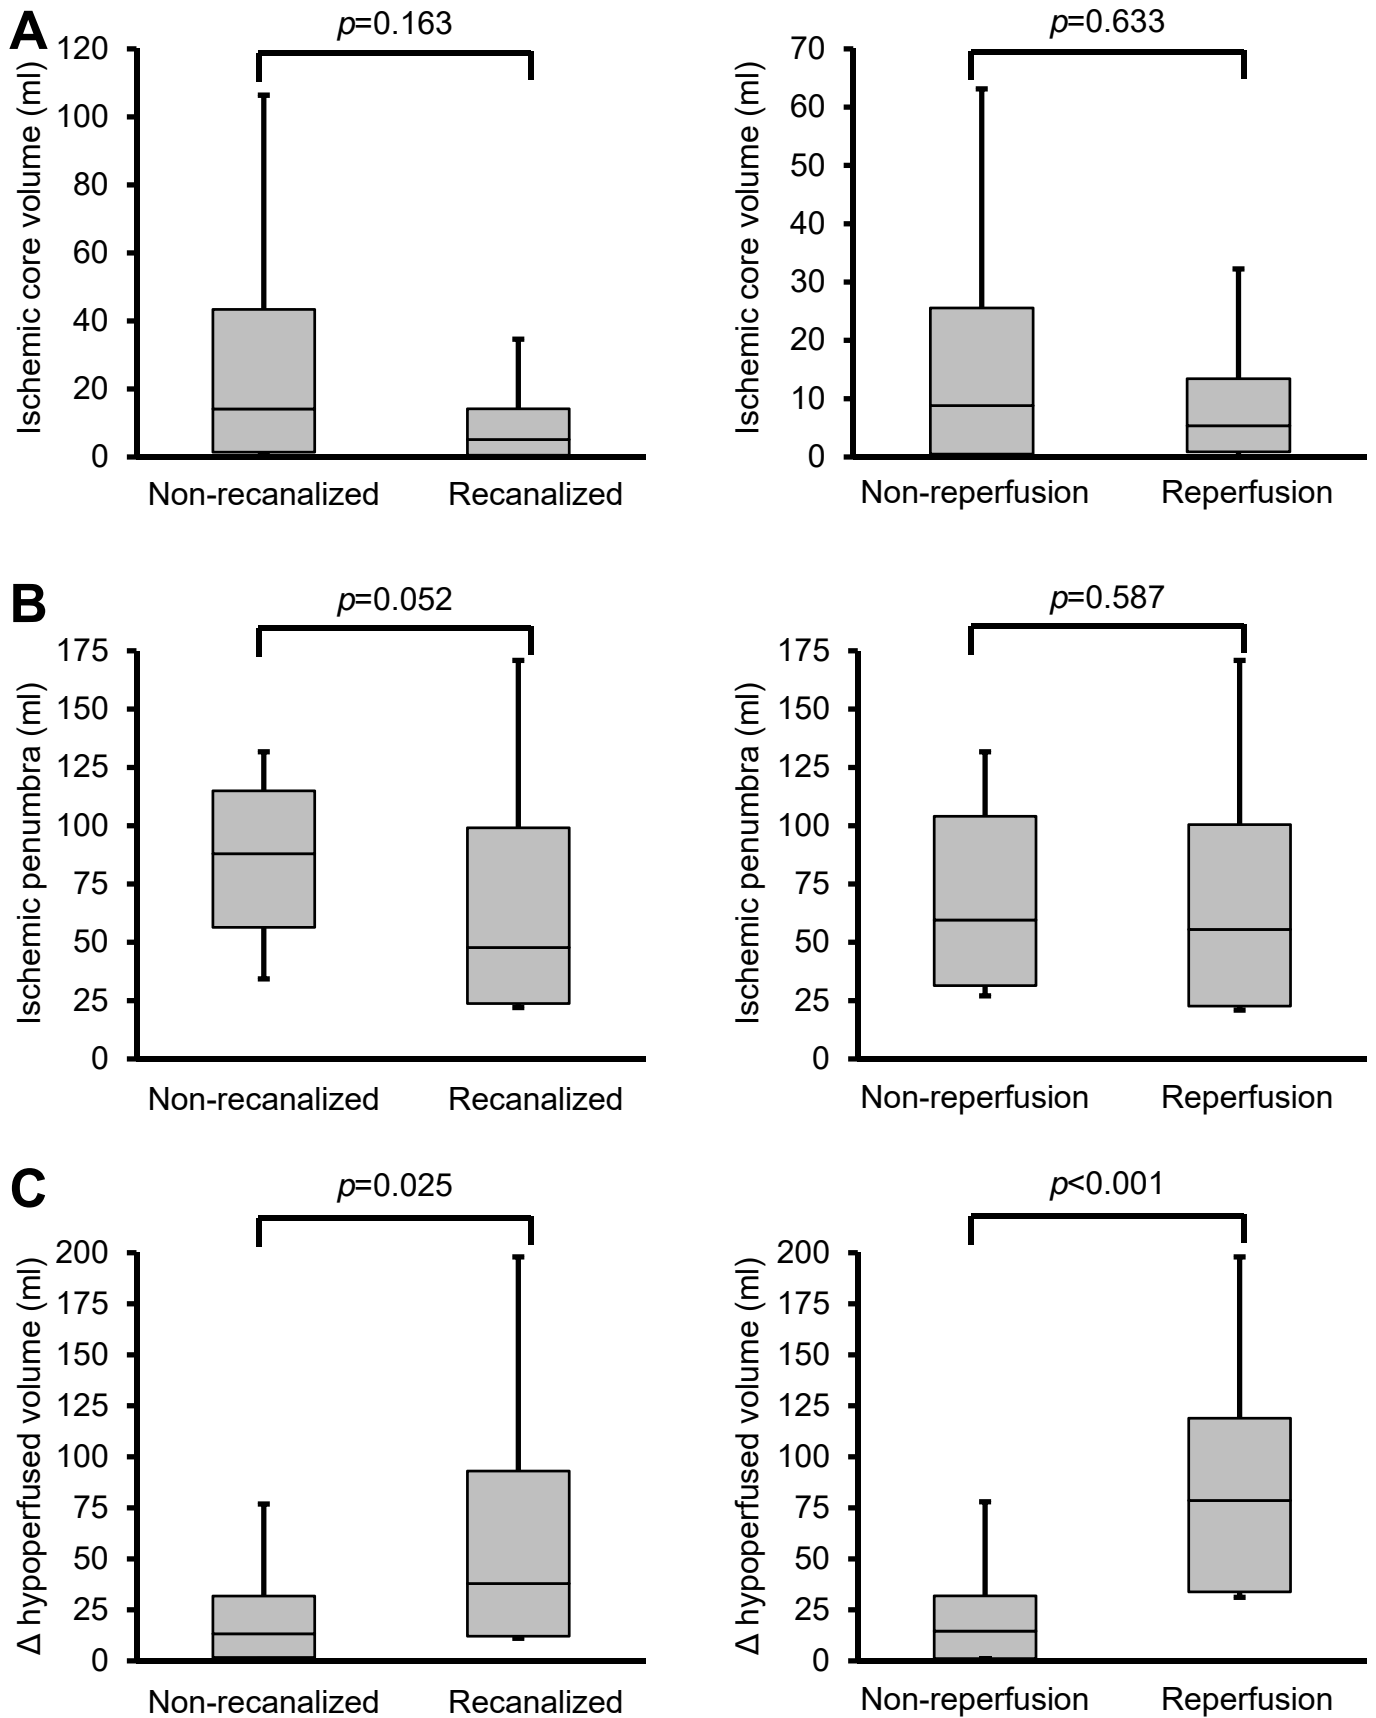 A
p=0.163
Ischemic core volume (ml)
120
100
80
60
40
20
0
Non-recanalized Recanalized
p=0.633
Ischemic core volume (ml)
70
60
50
40
30
20
10
0
Non-reperfusion Reperfusion
B
p=0.052
Ischemic penumbra (ml)
175
150
125
100
75
50
25
0
Non-recanalized Recanalized
p=0.587
Ischemic penumbra (ml)
175
150
125
100
75
50
25
0
Non-reperfusion Reperfusion
C
p=0.025
Δ hypoperfused volume (ml)
200
175
150
125
100
75
50
25
0
Non-recanalized Recanalized
p<0.001
Δ hypoperfused volume (ml)
200
175
150
125
100
75
50
25
0
Non-reperfusion Reperfusion